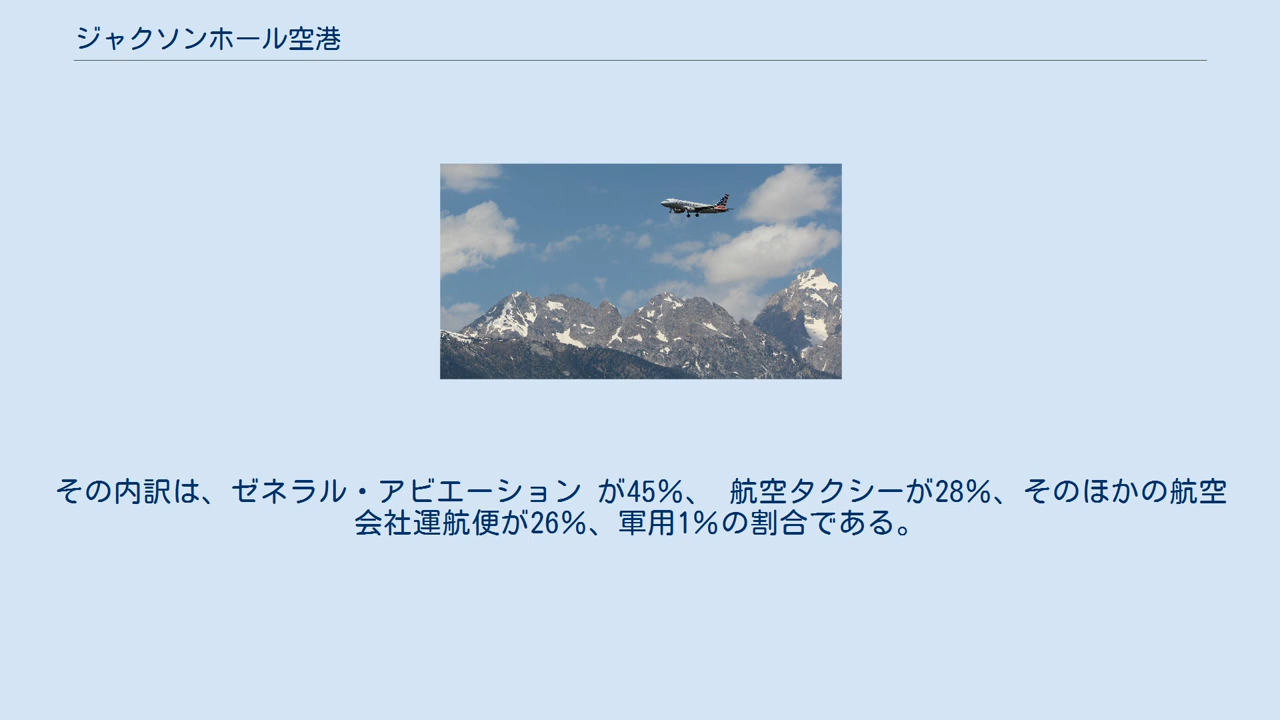 ジャクソンホール空港
その内訳は、ゼネラル・アビエーション が45%、 航空タクシーが28%、そのほかの航空
会社運航便が26%、軍用1%の割合である。